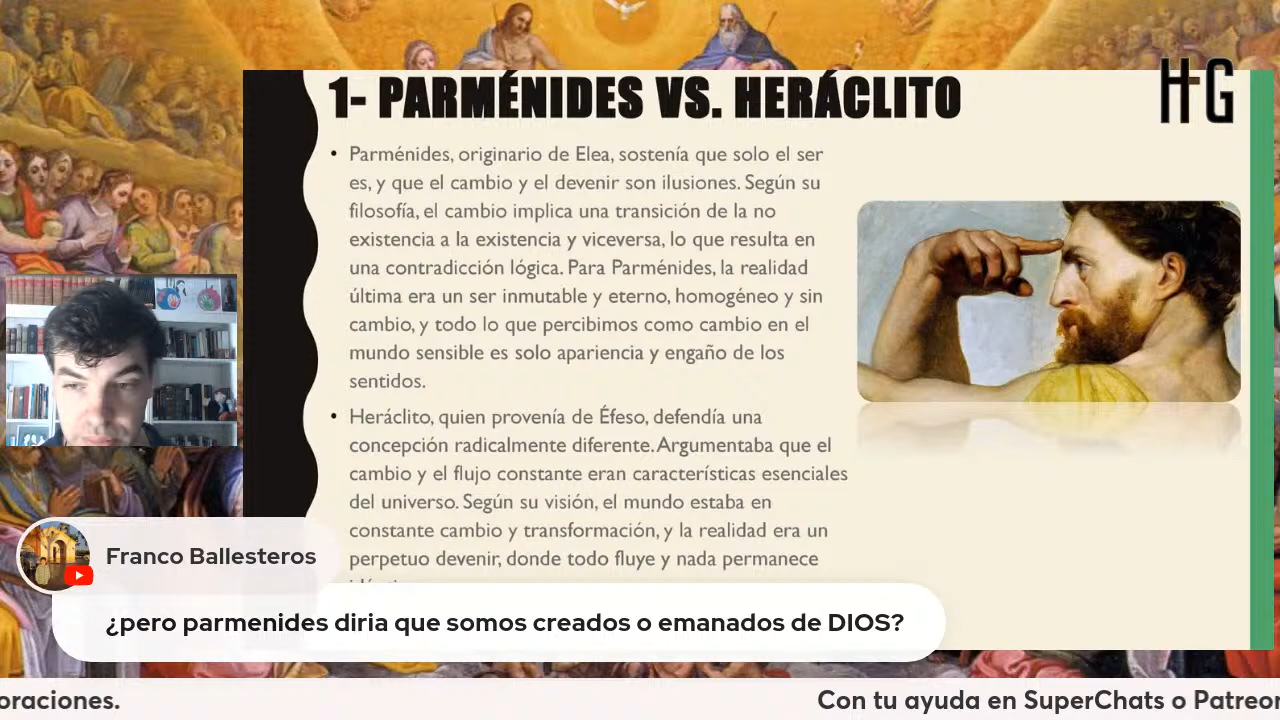 1- PARMÉNIDES VS. HERÁCLITO
HG
• Parménides, originario de Elea, sostenía que solo el ser
es, y que el cambio y el devenir son ilusiones. Según su
filosofía, el cambio implica una transición de la no
existencia a la existencia y viceversa, lo que resulta en
una contradicción lógica. Para Parménides, la realidad
última era un ser inmutable y eterno, homogéneo y sin
cambio, y todo lo que percibimos como cambio en el
mundo sensible es solo apariencia y engaño de los
sentidos.
• Heráclito, quien provenía de Éfeso, defendía una
concepción radicalmente diferente. Argumentaba que el
cambio y el flujo constante eran características esenciales
del universo. Según su visión, el mundo estaba en
constante cambio y transformación, y la realidad era un
perpetuo devenir, donde todo fluye y nada permanece
Franco Ballesteros
¿pero parmenides diria que somos creados o emanados de DIOS?
oraciones.
Con tu ayuda en SuperChats o Patreon